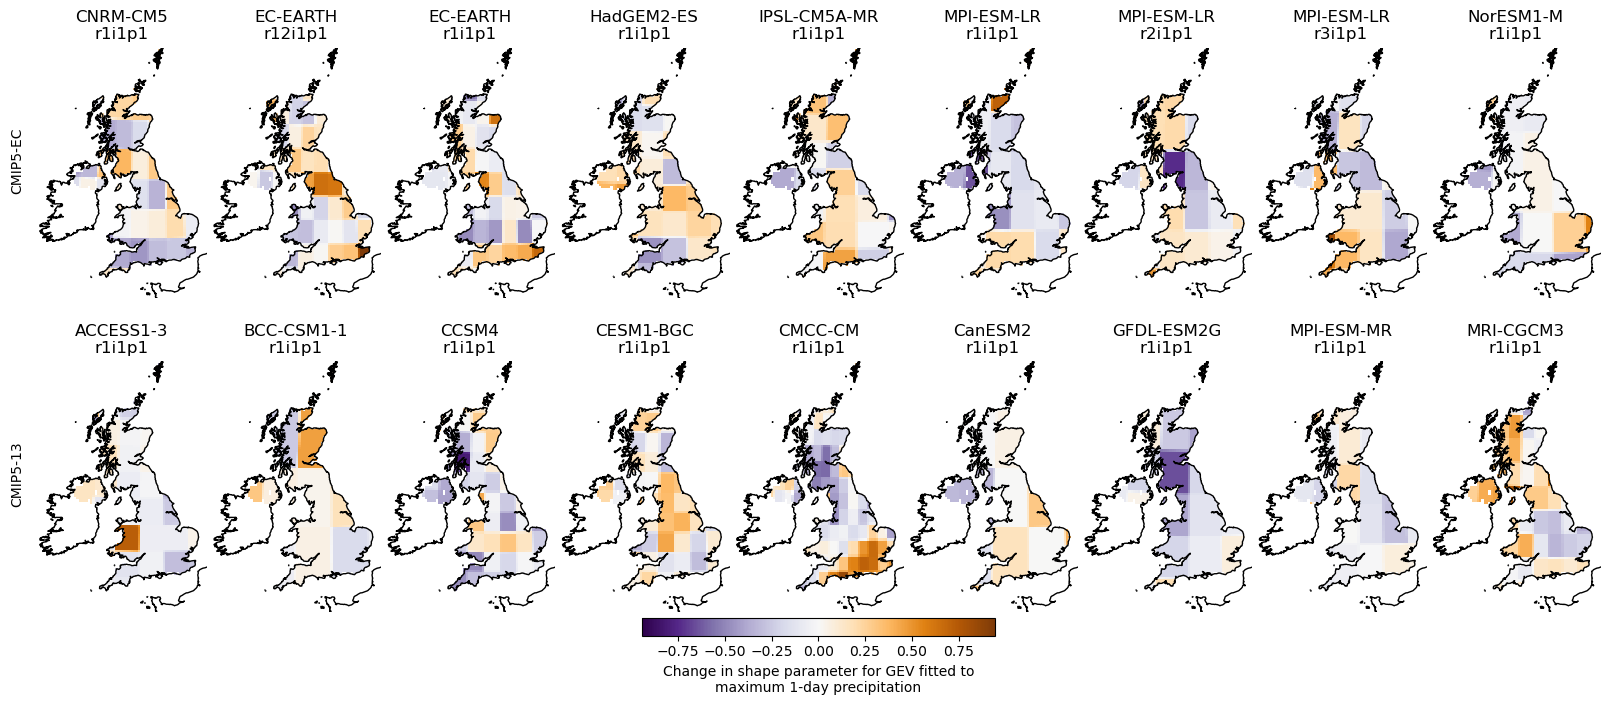 CNRM-CM5
r1i1p1
EC-EARTH
r12i1p1
EC-EARTH
r1i1p1
HadGEM2-ES
r1i1p1
IPSL-CM5A-MR
r1i1p1
MPI-ESM-LR
r1i1p1
MPI-ESM-LR
r2i1p1
MPI-ESM-LR
r3i1p1
NorESM1-M
r1i1p1
CMIP5-EC
ACCESS1-3
r1i1p1
BCC-CSM1-1
r1i1p1
CCSM4
r1i1p1
CESM1-BGC
r1i1p1
CMCC-CM
r1i1p1
CanESM2
r1i1p1
GFDL-ESM2G
r1i1p1
MPI-ESM-MR
r1i1p1
MRI-CGCM3
r1i1p1
CMIP5-13
−0.75 −0.50 −0.25 0.00 0.25 0.50 0.75
Change in shape parameter for GEV fitted to
maximum 1-day precipitation